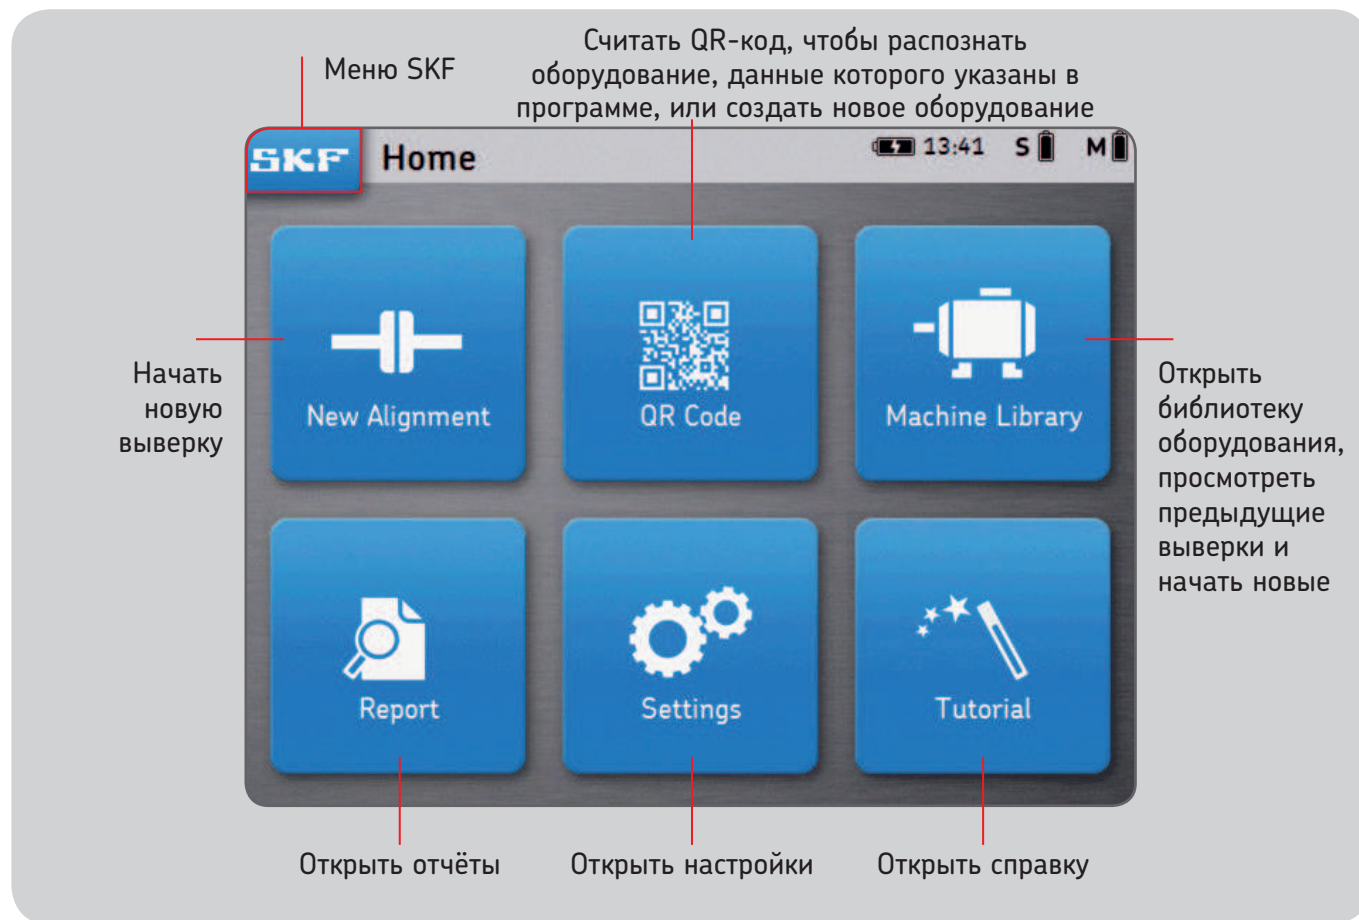 Меню SKF
Считать QR-код, чтобы распознать
оборудование, данные которого указаны в
программе, или создать новое оборудование
SKF Home 13:41 S M
Начать
новую
выверку
New Alignment
QR Code
Machine Library
Открыть
библиотеку
оборудования,
просмотреть
предыдущие
выверки и
начать новые
Report
Settings
Tutorial
Открыть отчёты
Открыть настройки
Открыть справку